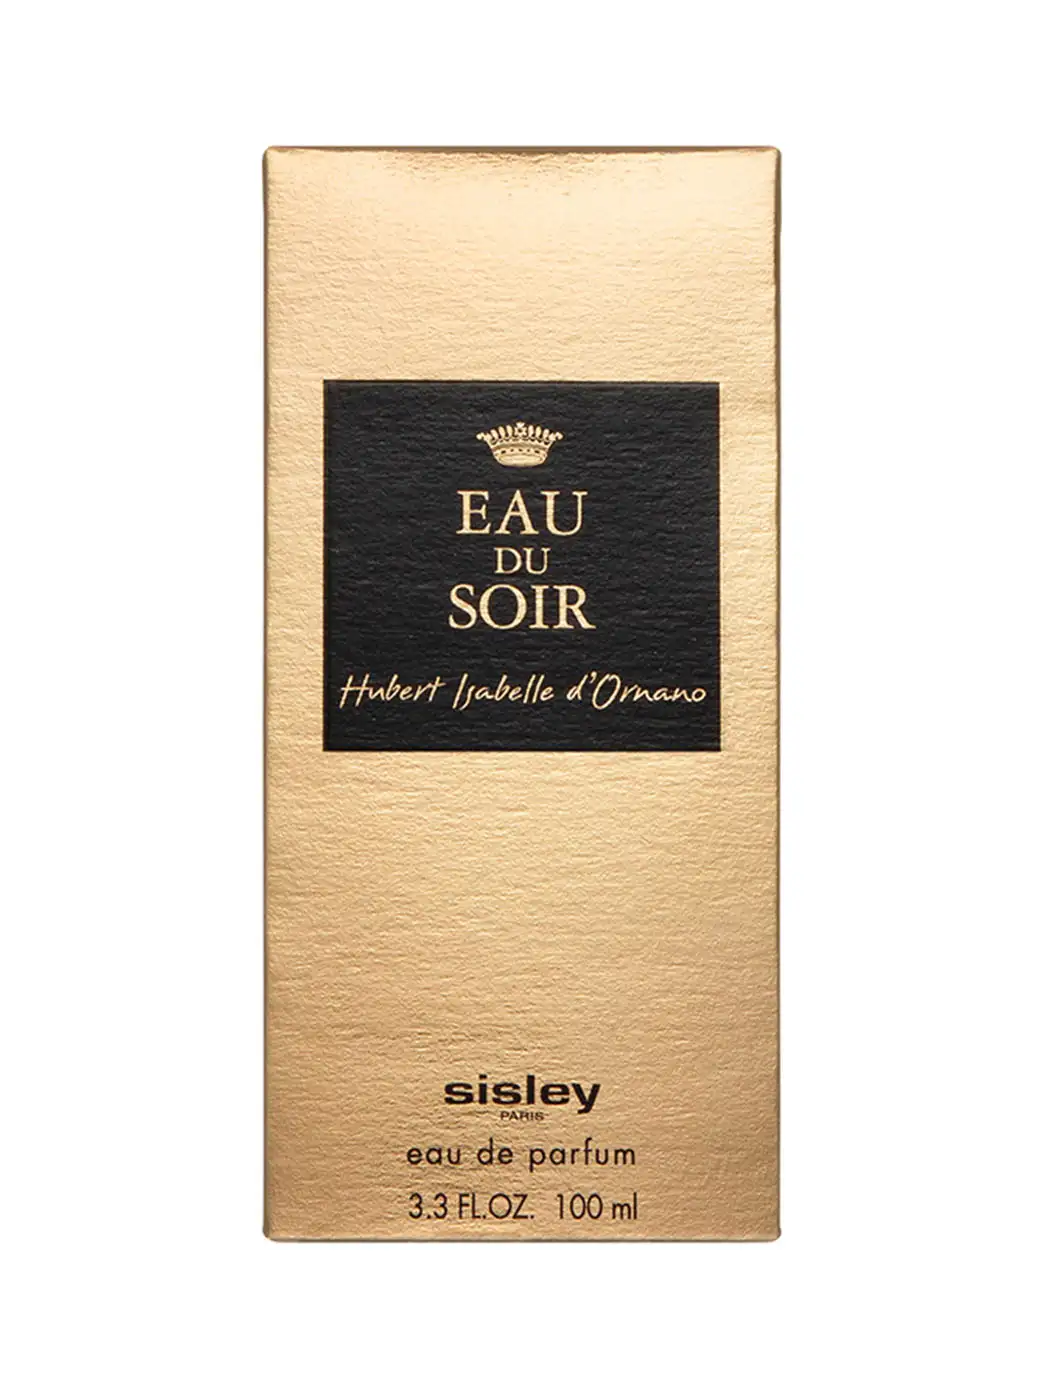 EAU
DU
SOIR
Hubert Isabelle d'Ornano
sisley
PARIS
eau de parfum
3.3 FL.OZ. 100 ml